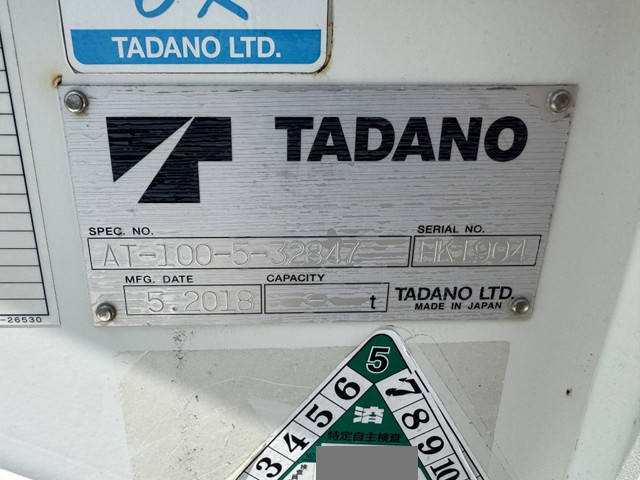 TADANO LTD.
TADANO
SPEC. NO.
AT-100-5-32847
SERIAL NO.
HK1904
MFG. DATE
5.2018
CAPACITY
t
TADANO LTD.
MADE IN JAPAN
-26530
3 4 5 6 7 8 9 10
済
特定自主検査